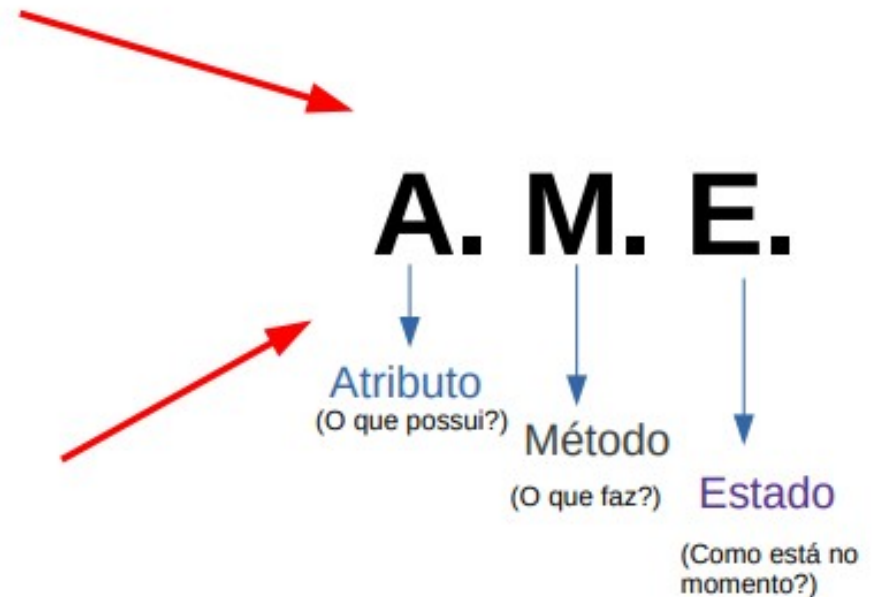 A. M. E.
Atributo
(O que possui?)
Método
(O que faz?)
Estado
(Como está no
momento?)